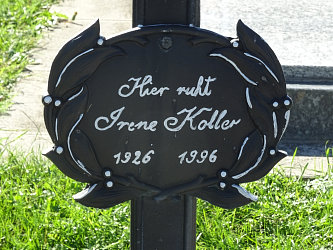 Hier ruht
Irene Koller
1926 1996